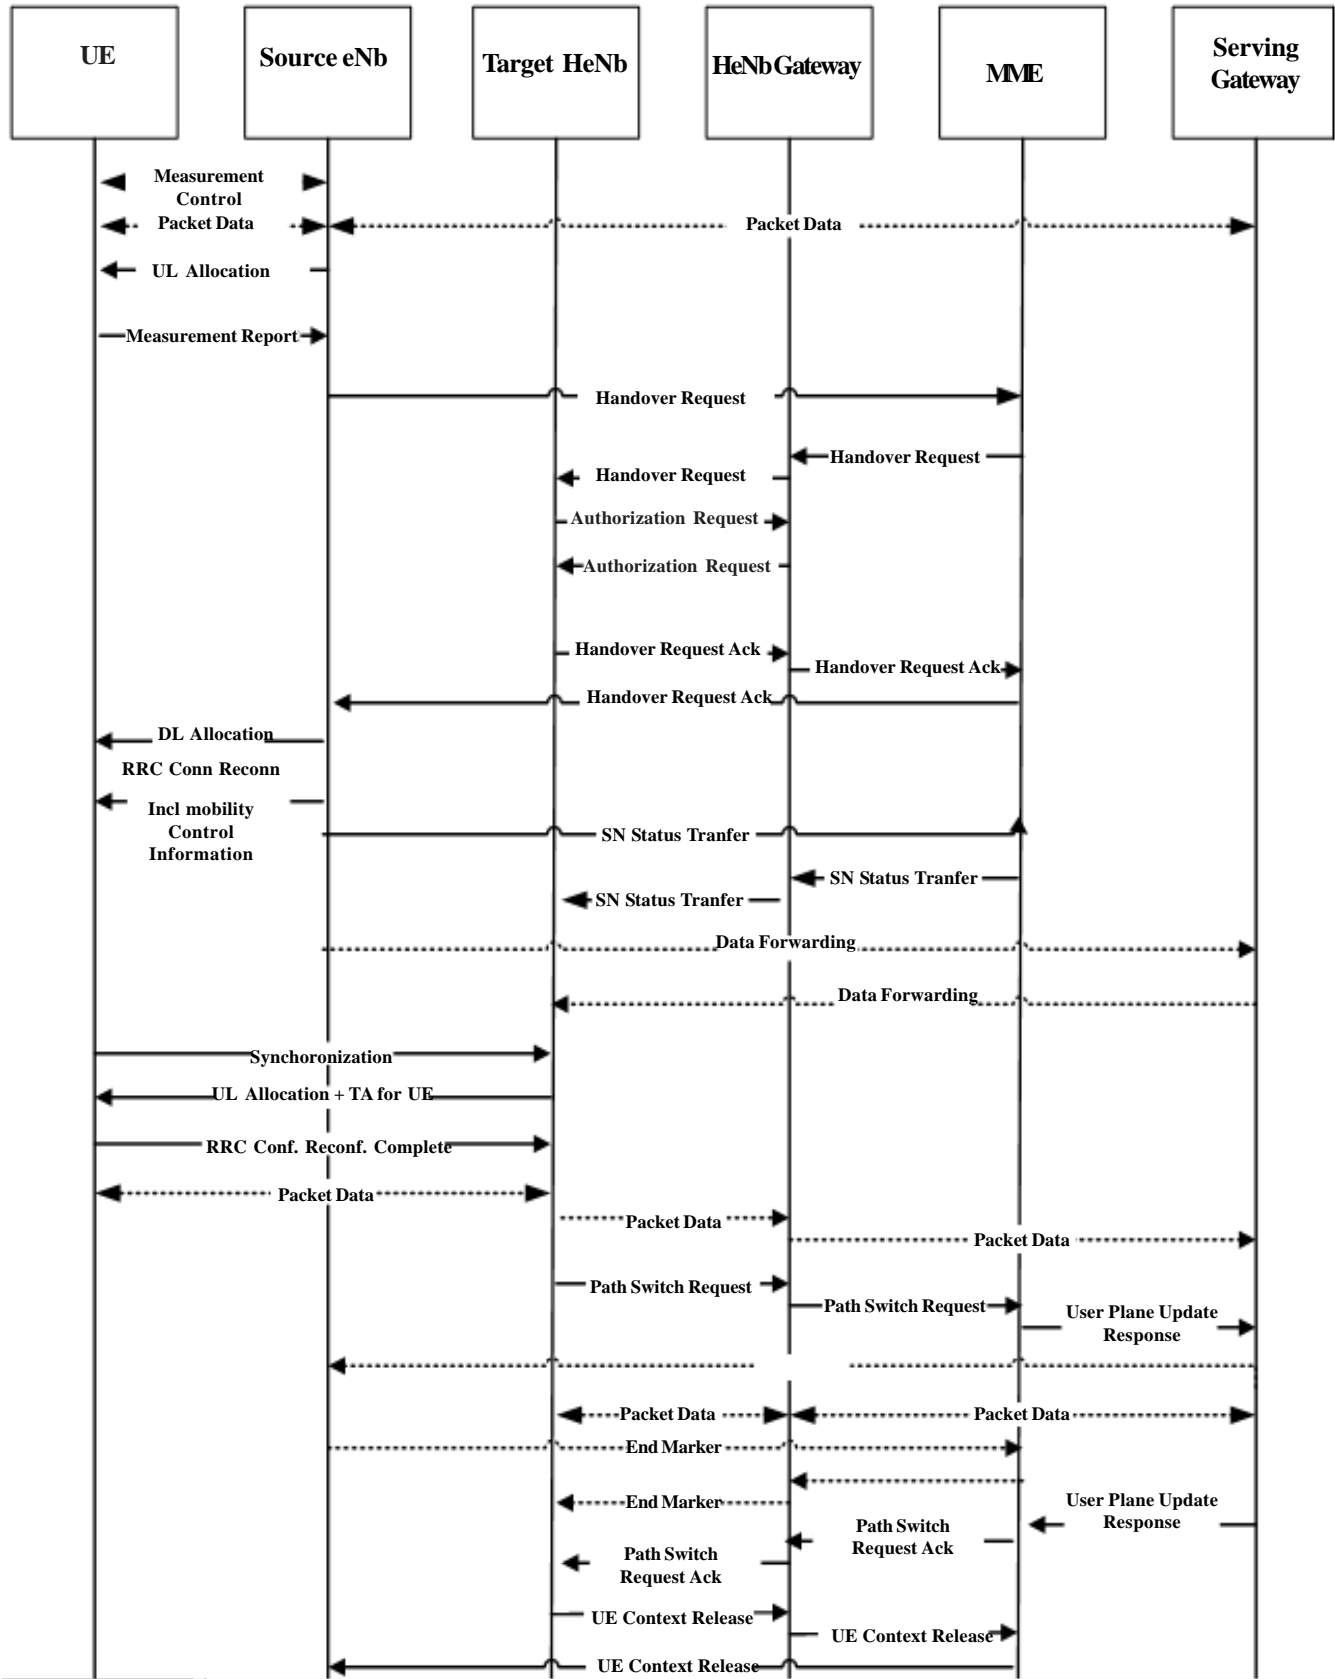 UE
Source eNb
Target HeNb
HeNb Gateway
MME
Serving
Gateway
Measurement
Control
Packet Data
Packet Data
UL Allocation
Measurement Report
Handover Request
Handover Request
Handover Request
Authorization Request
Authorization Request
Handover Request Ack
Handover Request Ack
Handover Request Ack
DL Allocation
RRC Conn Reconn
Incl mobility
Control
Information
SN Status Tranfer
SN Status Tranfer
SN Status Tranfer
Data Forwarding
Data Forwarding
Synchoronization
UL Allocation + TA for UE
RRC Conf. Reconf. Complete
Packet Data
Packet Data
Packet Data
Path Switch Request
Path Switch Request
User Plane Update
Response
Packet Data
Packet Data
End Marker
End Marker
User Plane Update
Response
Path Switch
Request Ack
Path Switch
Request Ack
UE Context Release
UE Context Release
UE Context Release